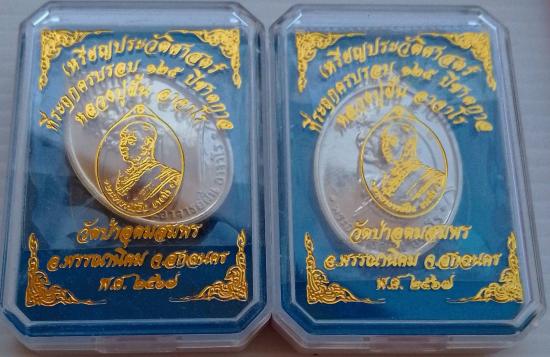 เหรียญประวัติศาสตร์
ที่ระฤกครบรอบ ๑๒๕ ปีชาตกาล
หลวงปู่ฝั้น อาจาโร
วัดป่าอุดมสมพร
อ.พรรณานิคม จ.สกลนคร
พ.ศ. ๒๕๖๗
เหรียญประวัติศาสตร์
ที่ระฤกครบรอบ ๑๒๕ ปีชาตกาล
หลวงปู่ฝั้น อาจาโร
วัดป่าอุดมสมพร
อ.พรรณานิคม จ.สกลนคร
พ.ศ. ๒๕๖๗